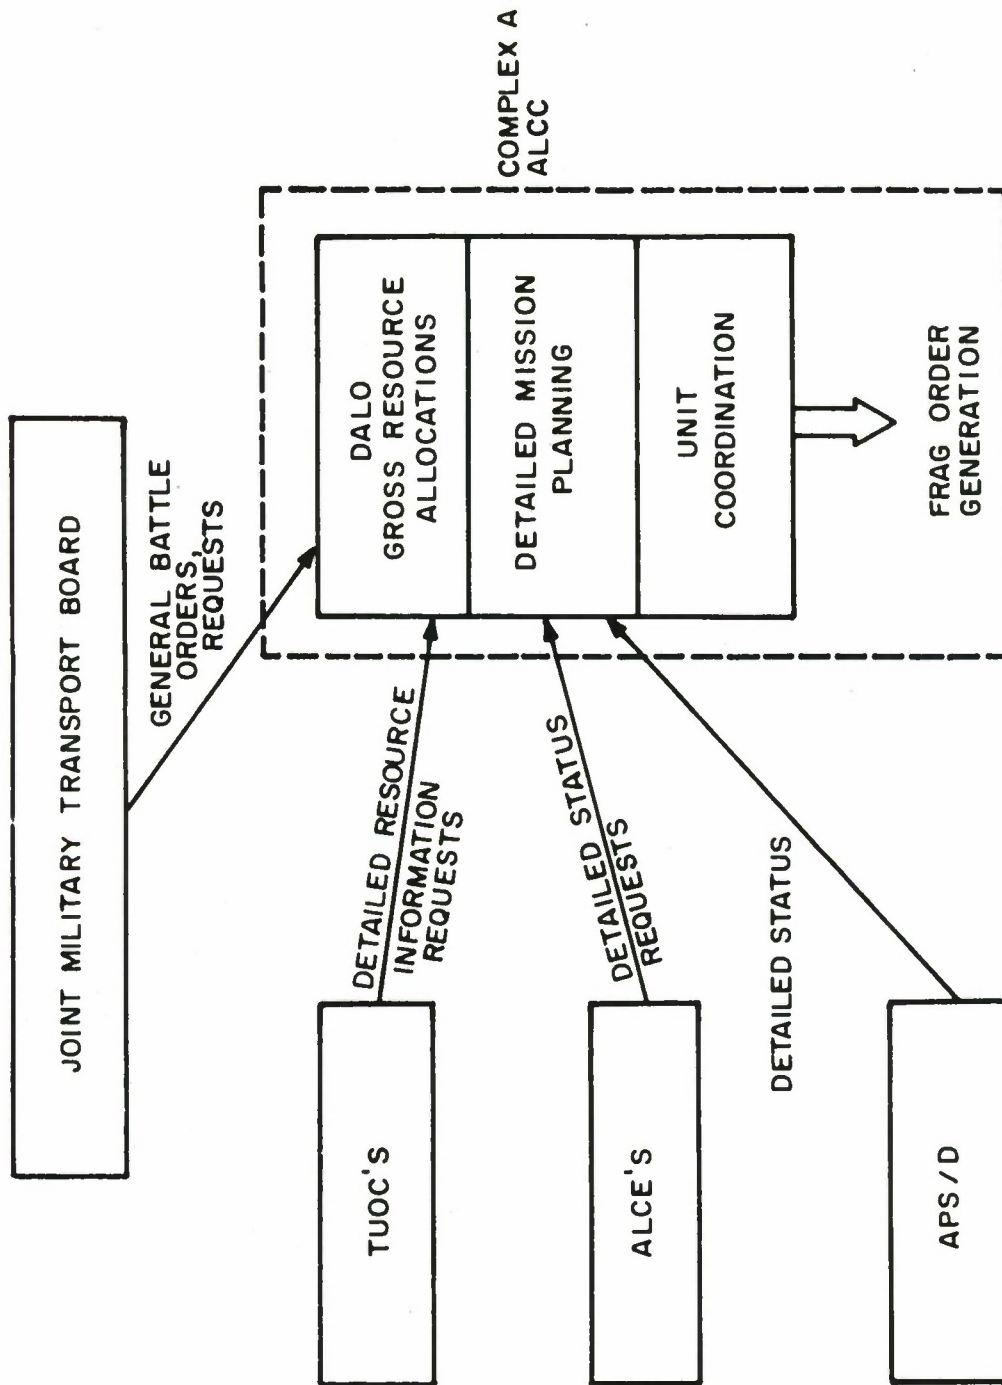 JOINT MILITARY TRANSPORT BOARD
GENERAL BATTLE
ORDERS,
REQUESTS
COMPLEX A
ALCC
DALO
GROSS RESOURCE
ALLOCATIONS
DETAILED MISSION
PLANNING
UNIT
COORDINATION
FRAG ORDER
GENERATION
TUOC'S
DETAILED RESOURCE
INFORMATION
REQUESTS
ALCE'S
DETAILED STATUS
REQUESTS
APS/D
DETAILED STATUS